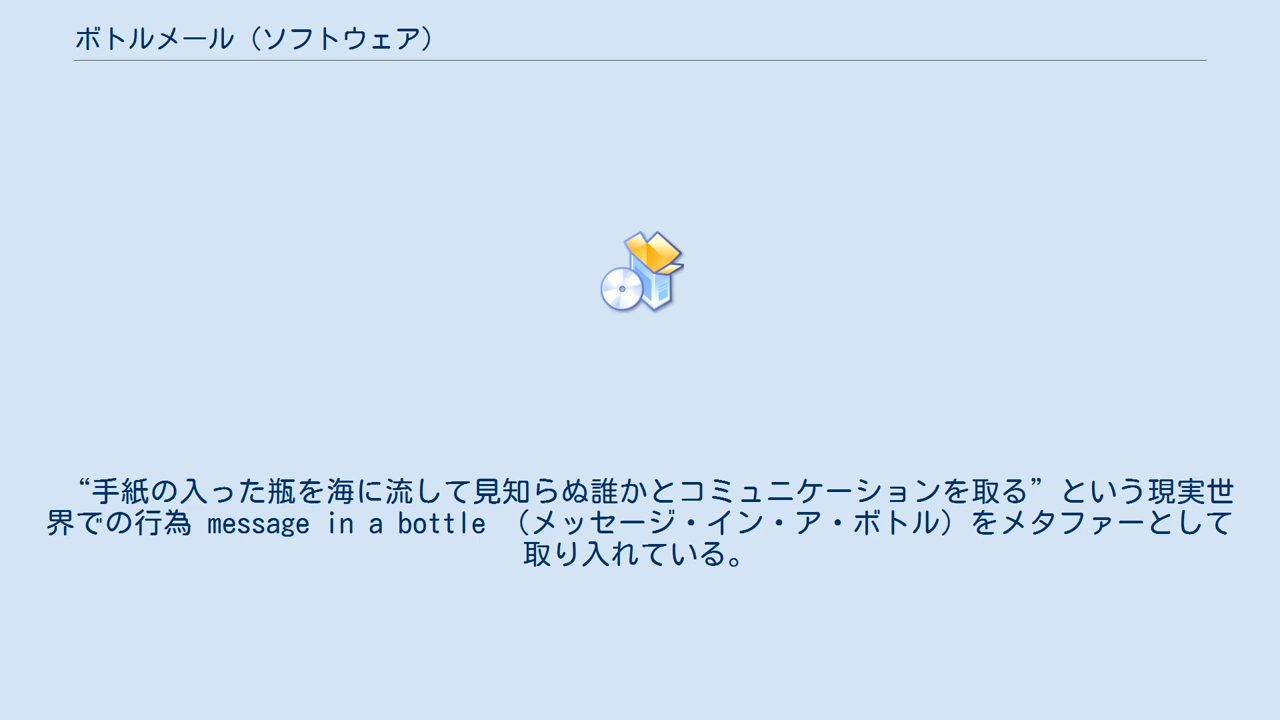 ボトルメール（ソフトウェア）
“手紙の入った瓶を海に流して見知らぬ誰かとコミュニケーションを取る”という現実世
界での行為 message in a bottle （メッセージ・イン・ア・ボトル）をメタファーとして
取り入れている。